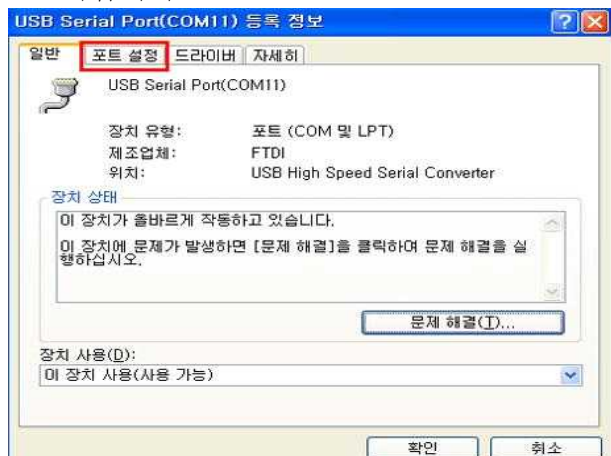 USB Serial Port(COM11) 등록 정보
일반 포트 설정 드라이버 자세히
USB Serial Port(COM11)
장치 유형: 포트 (COM 및 LPT)
제조업체: FTDI
위치: USB High Speed Serial Converter
장치 상태
이 장치가 올바르게 작동하고 있습니다.
이 장치에 문제가 발생하면 [문제 해결]을 클릭하여 문제 해결을 실
행하십시오.
문제 해결(T)...
장치 사용(D):
이 장치 사용(사용 가능)
확인 취소